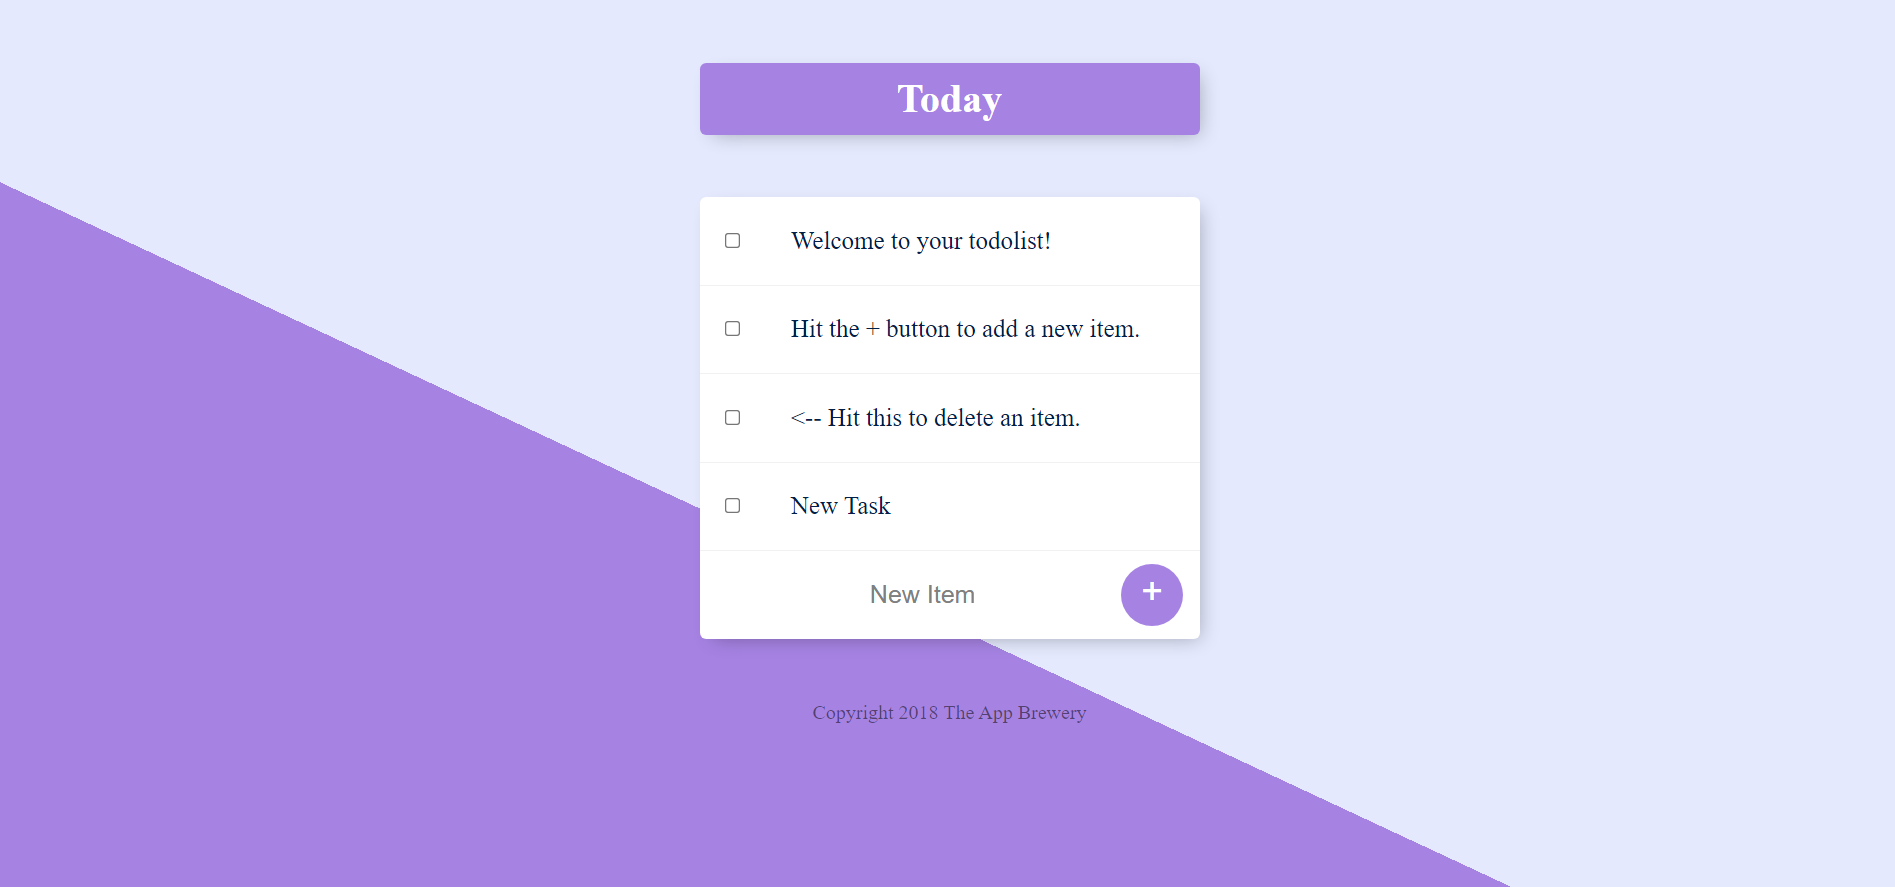 Today
Welcome to your todolist!
Hit the + button to add a new item.
<-- Hit this to delete an item.
New Task
New Item
+
Copyright 2018 The App Brewery